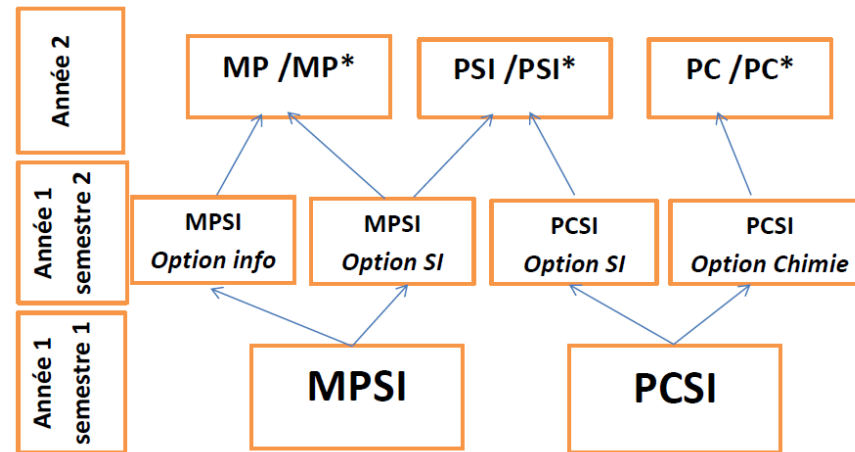 Année 2
MP /MP*
PSI /PSI*
PC /PC*
Année 1
semestre 2
MPSI
Option info
MPSI
Option SI
PCSI
Option SI
PCSI
Option Chimie
Année 1
semestre 1
MPSI
PCSI